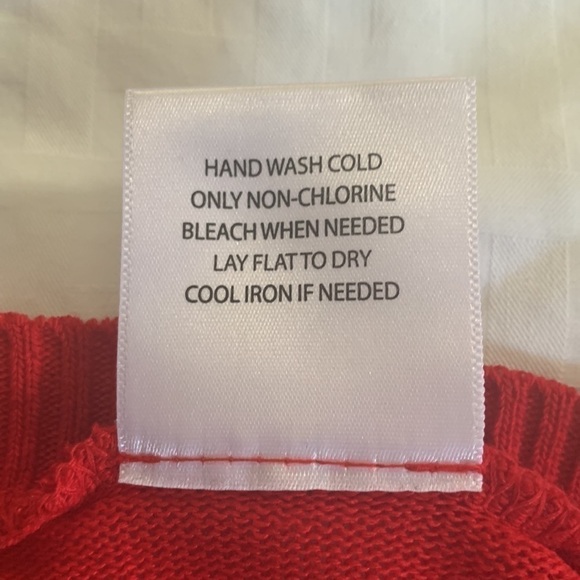 HAND WASH COLD
ONLY NON-CHLORINE
BLEACH WHEN NEEDED
LAY FLAT TO DRY
COOL IRON IF NEEDED